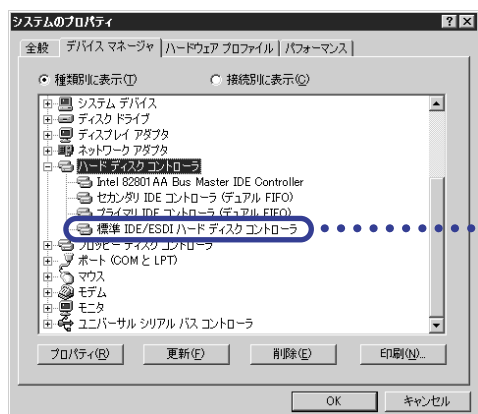 システムのプロパティ
全般 デバイス マネージャ ハードウェア プロファイル パフォーマンス
種類別に表示(T) 接続別に表示(C)
システム デバイス
ディスク ドライブ
ディスプレイ アダプタ
ネットワーク アダプタ
ハード ディスク コントローラ
Intel 82801AA Bus Master IDE Controller
セカンダリ IDE コントローラ (デュアル FIFO)
プライマリ IDE コントローラ (デュアル FIFO)
標準 IDE/ESDI ハード ディスク コントローラ
フロッピー ディスク コントローラ
ポート (COM と LPT)
マウス
モデム
モニタ
ユニバーサル シリアル バス コントローラ
プロパティ(R) 更新(F) 削除(E) 印刷(N)...
OK キャンセル